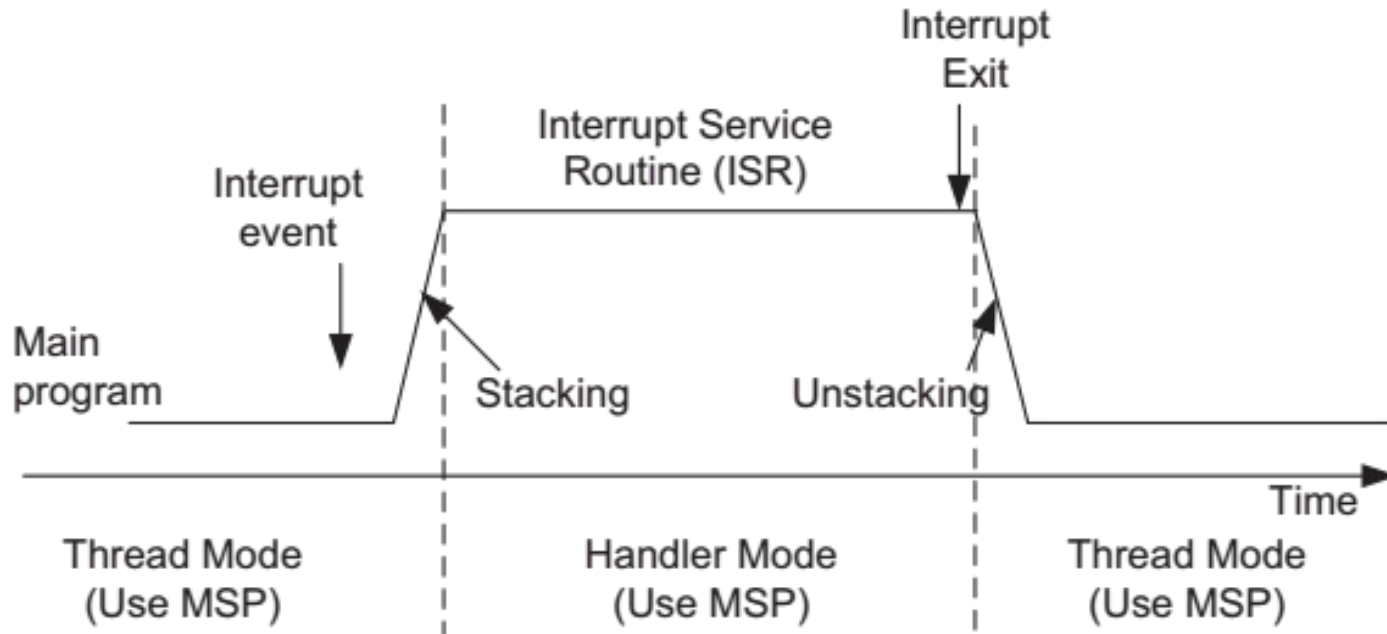 Interrupt
Exit
Interrupt Service
Routine (ISR)
Interrupt
event
Main
program
Stacking
Unstacking
Time
Thread Mode
(Use MSP)
Handler Mode
(Use MSP)
Thread Mode
(Use MSP)